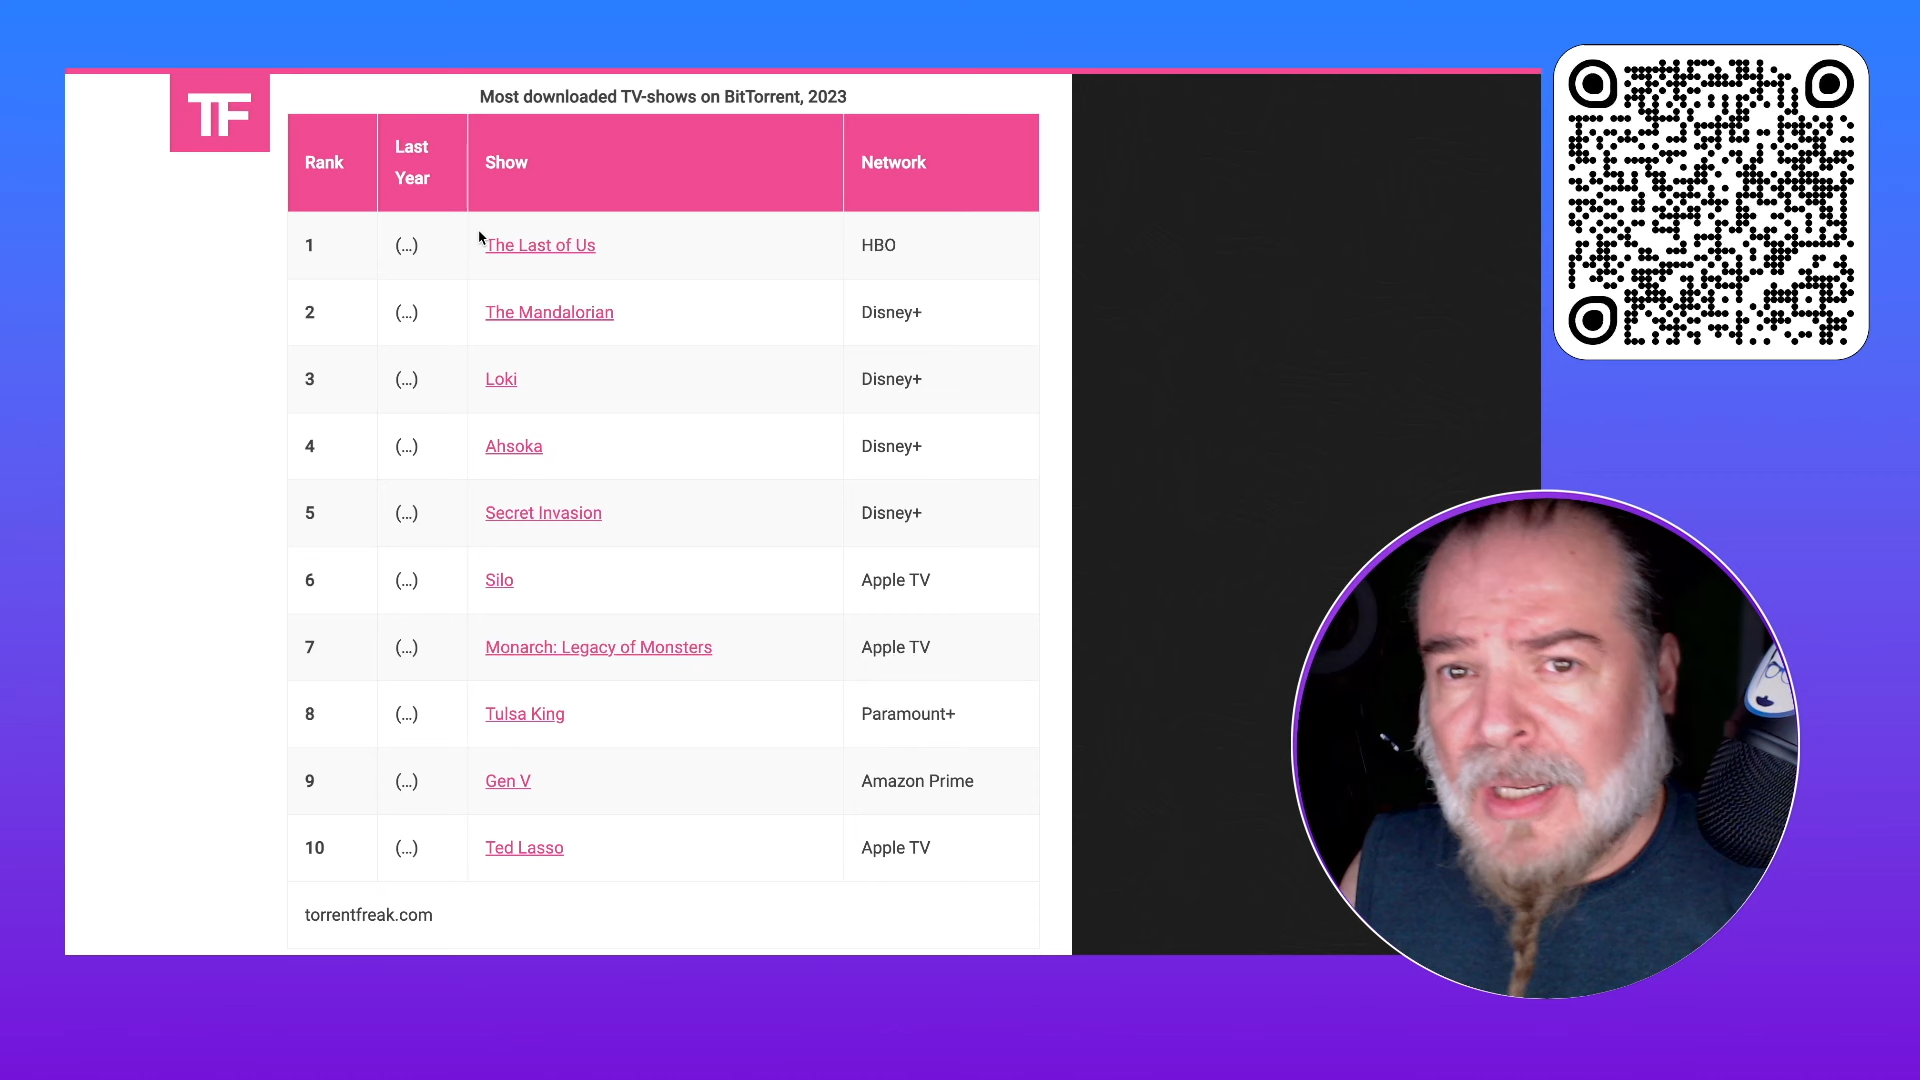 TF
Most downloaded TV-shows on BitTorrent, 2023
Rank Last Year Show Network
1 (...) The Last of Us HBO
2 (...) The Mandalorian Disney+
3 (...) Loki Disney+
4 (...) Ahsoka Disney+
5 (...) Secret Invasion Disney+
6 (...) Silo Apple TV
7 (...) Monarch: Legacy of Monsters Apple TV
8 (...) Tulsa King Paramount+
9 (...) Gen V Amazon Prime
10 (...) Ted Lasso Apple TV
torrentfreak.com